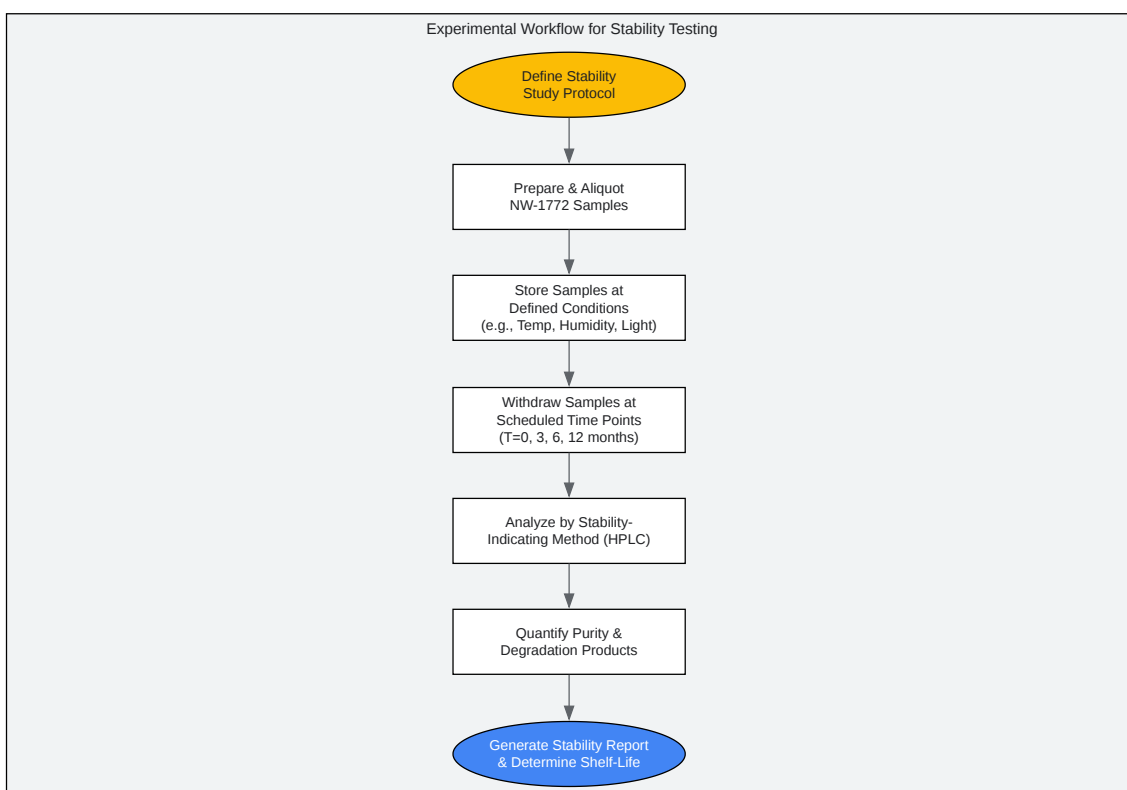 Experimental Workflow for Stability Testing
Define Stability
Study Protocol
Prepare & Aliquot
NW-1772 Samples
Store Samples at
Defined Conditions
(e.g., Temp, Humidity, Light)
Withdraw Samples at
Scheduled Time Points
(T=0, 3, 6, 12 months)
Analyze by Stability-
Indicating Method (HPLC)
Quantify Purity &
Degradation Products
Generate Stability Report
& Determine Shelf-Life